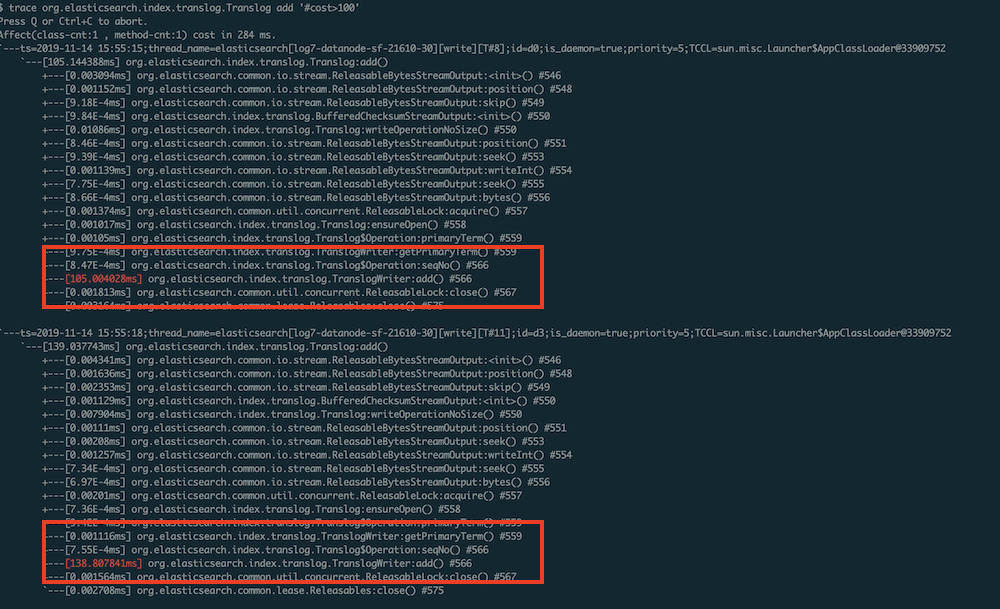 $ trace org.elasticsearch.index.translog.Translog add '#cost>100'
Press Q or Ctrl+C to abort.
Affect(class-cnt:1 , method-cnt:1) cost in 284 ms.
`---ts=2019-11-14 15:55:15;thread_name=elasticsearch[log7-datanode-sf-21610-30][write][T#8];id=d0;is_daemon=true;priority=5;TCCL=sun.misc.Launcher$AppClassLoader@33909752
`---[105.144388ms] org.elasticsearch.index.translog.Translog:add()
+---[0.003094ms] org.elasticsearch.common.io.stream.ReleasableBytesStreamOutput:<init>() #546
+---[0.001152ms] org.elasticsearch.common.io.stream.ReleasableBytesStreamOutput:position() #548
+---[9.18E-4ms] org.elasticsearch.common.io.stream.ReleasableBytesStreamOutput:skip() #549
+---[9.84E-4ms] org.elasticsearch.index.translog.BufferedChecksumStreamOutput:<init>() #550
+---[0.01086ms] org.elasticsearch.index.translog.Translog:writeOperationNoSize() #550
+---[8.46E-4ms] org.elasticsearch.common.io.stream.ReleasableBytesStreamOutput:position() #551
+---[9.39E-4ms] org.elasticsearch.common.io.stream.ReleasableBytesStreamOutput:seek() #553
+---[0.001139ms] org.elasticsearch.common.io.stream.ReleasableBytesStreamOutput:writeInt() #554
+---[7.75E-4ms] org.elasticsearch.common.io.stream.ReleasableBytesStreamOutput:seek() #555
+---[8.66E-4ms] org.elasticsearch.common.io.stream.ReleasableBytesStreamOutput:bytes() #556
+---[0.001374ms] org.elasticsearch.common.util.concurrent.ReleasableLock:acquire() #557
+---[0.001017ms] org.elasticsearch.index.translog.Translog:ensureOpen() #558
+---[0.00105ms] org.elasticsearch.index.translog.Translog$Operation:primaryTerm() #559
----[9.75E-4ms] org.elasticsearch.index.translog.TranslogWriter:getPrimaryTerm() #559
----[8.47E-4ms] org.elasticsearch.index.translog.Translog$Operation:seqNo() #566
----[105.004028ms] org.elasticsearch.index.translog.TranslogWriter:add() #566
----[0.001813ms] org.elasticsearch.common.util.concurrent.ReleasableLock:close() #567
----[0.003164ms] org.elasticsearch.common.lease.Releasables:close() #575
`---ts=2019-11-14 15:55:18;thread_name=elasticsearch[log7-datanode-sf-21610-30][write][T#11];id=d3;is_daemon=true;priority=5;TCCL=sun.misc.Launcher$AppClassLoader@33909752
`---[139.037743ms] org.elasticsearch.index.translog.Translog:add()
+---[0.004341ms] org.elasticsearch.common.io.stream.ReleasableBytesStreamOutput:<init>() #546
+---[0.001636ms] org.elasticsearch.common.io.stream.ReleasableBytesStreamOutput:position() #548
+---[0.002353ms] org.elasticsearch.common.io.stream.ReleasableBytesStreamOutput:skip() #549
+---[0.001129ms] org.elasticsearch.index.translog.BufferedChecksumStreamOutput:<init>() #550
+---[0.007904ms] org.elasticsearch.index.translog.Translog:writeOperationNoSize() #550
+---[0.00111ms] org.elasticsearch.common.io.stream.ReleasableBytesStreamOutput:position() #551
+---[0.00208ms] org.elasticsearch.common.io.stream.ReleasableBytesStreamOutput:seek() #553
+---[0.001257ms] org.elasticsearch.common.io.stream.ReleasableBytesStreamOutput:writeInt() #554
+---[7.34E-4ms] org.elasticsearch.common.io.stream.ReleasableBytesStreamOutput:seek() #555
+---[6.97E-4ms] org.elasticsearch.common.io.stream.ReleasableBytesStreamOutput:bytes() #556
+---[0.00201ms] org.elasticsearch.common.util.concurrent.ReleasableLock:acquire() #557
+---[7.36E-4ms] org.elasticsearch.index.translog.Translog:ensureOpen() #558
org.elasticsearch.index.translog.Translog$Operation:primaryTerm() #559
----[0.001116ms] org.elasticsearch.index.translog.TranslogWriter:getPrimaryTerm() #559
----[7.55E-4ms] org.elasticsearch.index.translog.Translog$Operation:seqNo() #566
----[138.807841ms] org.elasticsearch.index.translog.TranslogWriter:add() #566
----[0.001564ms] org.elasticsearch.common.util.concurrent.ReleasableLock:close() #567
`---[0.002708ms] org.elasticsearch.common.lease.Releasables:close() #575